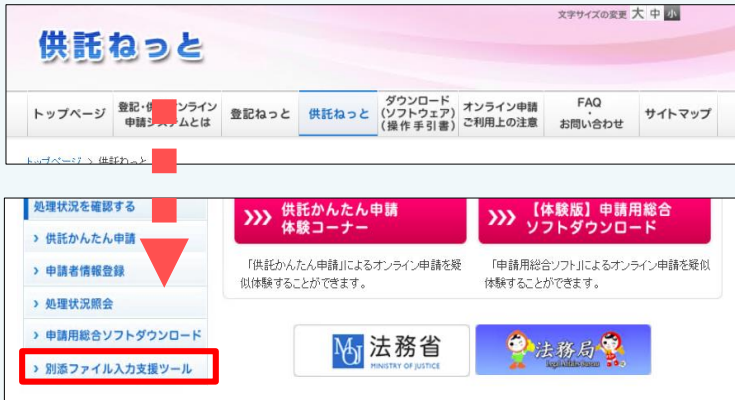 文字サイズの変更 大 中 小
供託ねっと
トップページ
登記・供託オンライン
申請システムとは
登記ねっと
供託ねっと
ダウンロード
(ソフトウェア)
(操作手引書)
オンライン申請
ご利用上の注意
FAQ
・
お問い合わせ
サイトマップ
トップページ > 供託ねっと
処理状況を確認する
> 供託かんたん申請
> 申請者情報登録
> 処理状況照会
> 申請用総合ソフトダウンロード
> 別添ファイル入力支援ツール
>>> 供託かんたん申請
体験コーナー
「供託かんたん申請」によるオンライン申請を疑
似体験することができます。
>>> 【体験版】申請用総合
ソフトダウンロード
「申請用総合ソフト」によるオンライン申請を疑似
体験することができます。
MOJ 法務省
MINISTRY OF JUSTICE
法務局
Legal Affairs Bureau